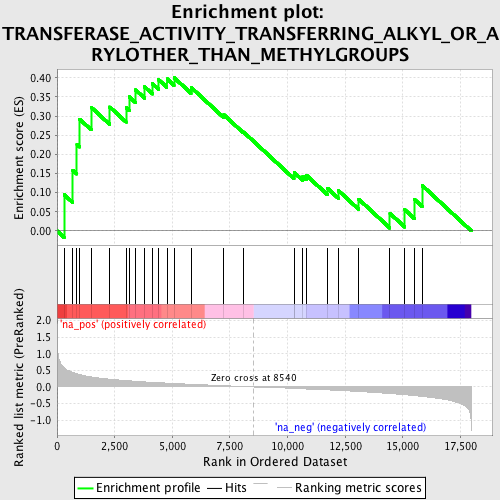 Enrichment plot:
TRANSFERASE_ACTIVITY_TRANSFERRING_ALKYL_OR_A
RYLOTHER_THAN_METHYLGROUPS
Enrichment score (ES)
0.40
0.35
0.30
0.25
0.20
0.15
0.10
0.05
0.00
'na_pos' (positively correlated)
Ranked list metric (PreRanked)
2.0
1.5
1.0
0.5
0.0
-0.5
-1.0
Zero cross at 8540
'na_neg' (negatively correlated)
0
2,500
5,000
7,500
10,000
12,500
15,000
17,500
Rank in Ordered Dataset
Enrichment profile
Hits
Ranking metric scores